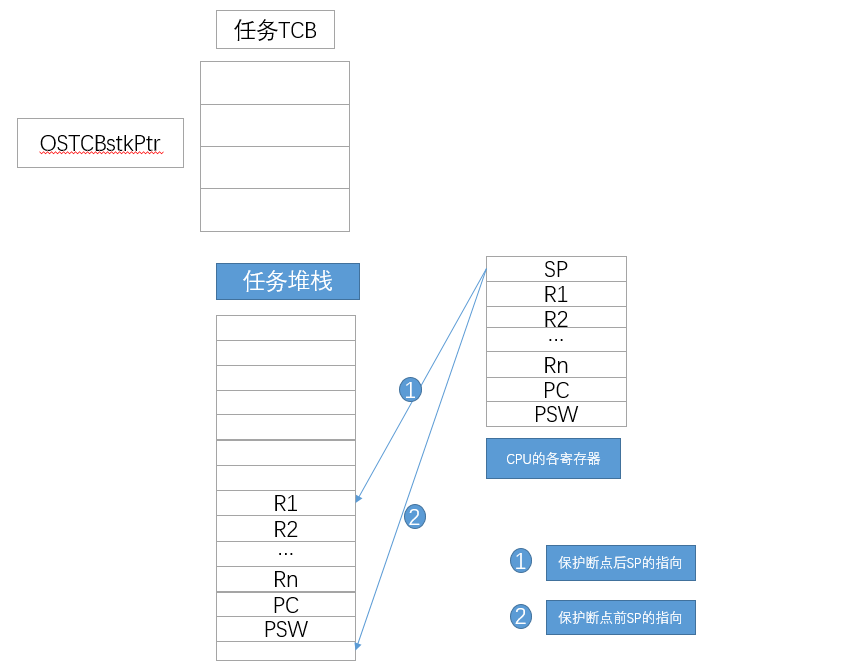 任务TCB
OSTCBstkPtr
任务堆栈
SP
R1
R2
...
Rn
PC
PSW
CPU的各寄存器
1
2
R1
R2
...
Rn
PC
PSW
1 保护断点后SP的指向
2 保护断点前SP的指向